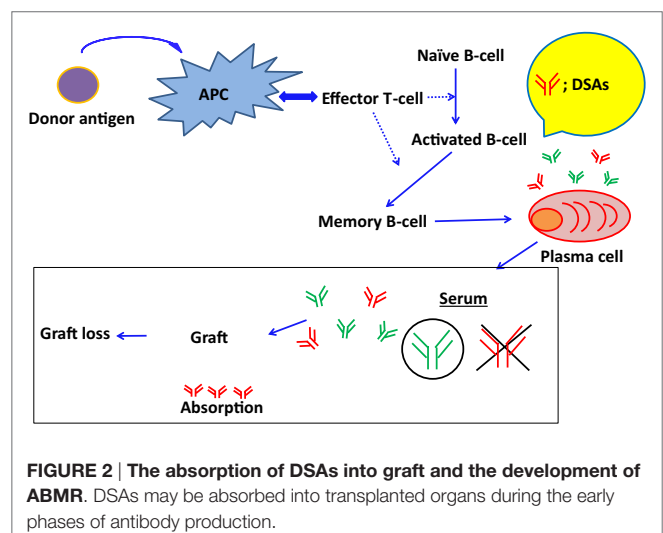 Naïve B-cell
; DSAs
APC
Effector T-cell
Donor antigen
Activated B-cell
Memory B-cell
Plasma cell
Serum
Graft loss
Graft
Absorption
FIGURE 2 | The absorption of DSAs into graft and the development of
ABMR. DSAs may be absorbed into transplanted organs during the early
phases of antibody production.